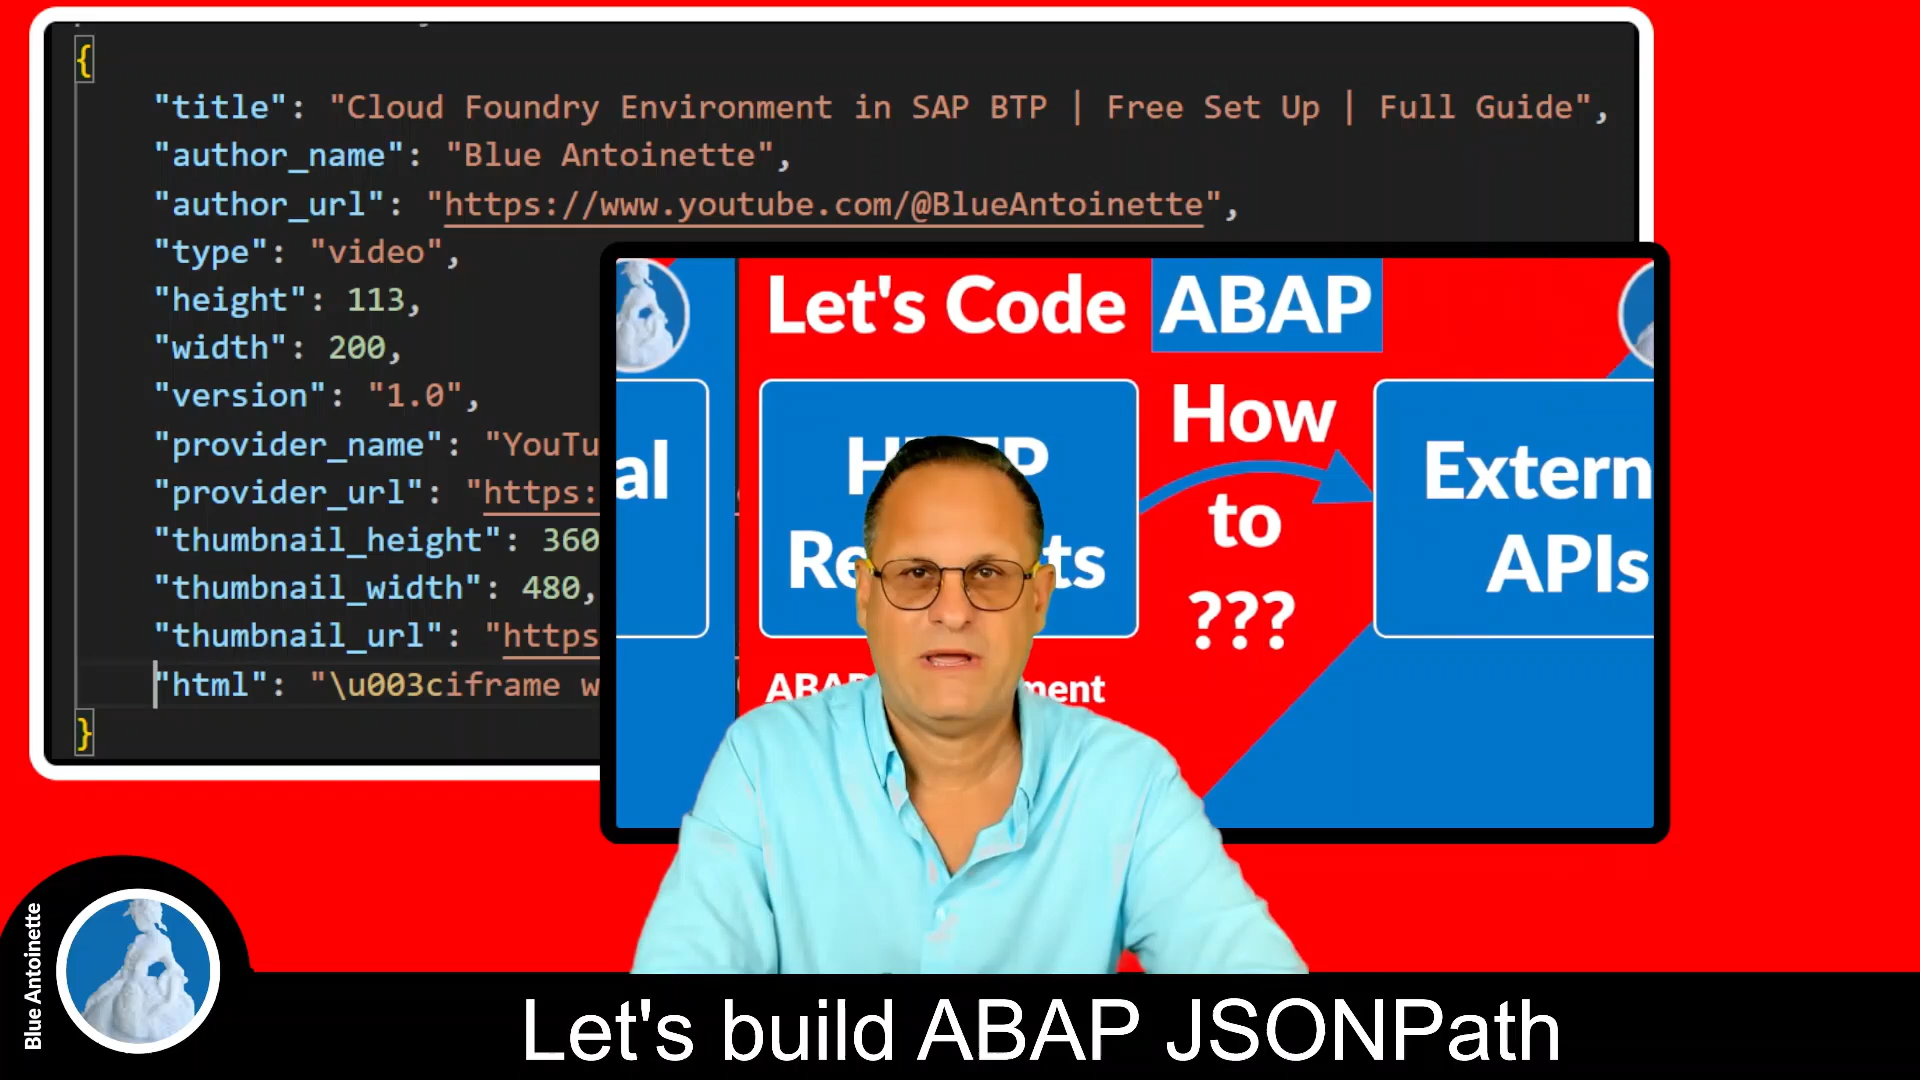 {
"title": "Cloud Foundry Environment in SAP BTP | Free Set Up | Full Guide",
"author_name": "Blue Antoinette",
"author_url": "https://www.youtube.com/@BlueAntoinette",
"type": "video",
"height": 113,
"width": 200,
"version": "1.0",
"provider_name": "YouTu
"provider_url": "https:
"thumbnail_height": 360
"thumbnail_width": 480,
"thumbnail_url": "https
"html": "\u003ciframe w
}
Let's Code ABAP
al
How
to
???
Extern
APIs
Blue Antoinette
Let's build ABAP JSONPath